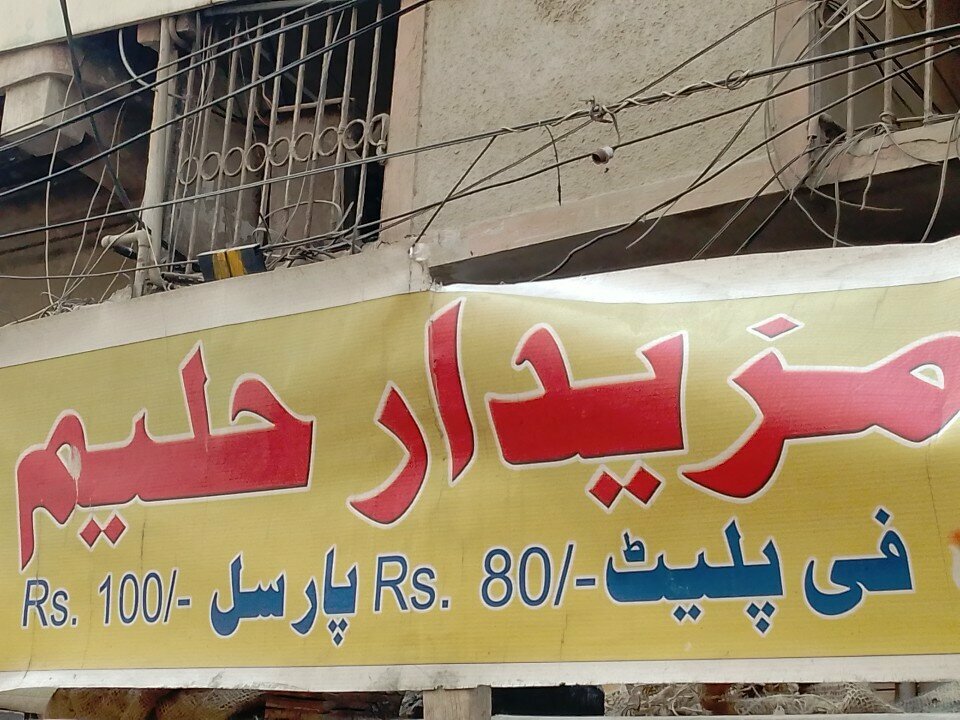 مزیدار حلیم
فی پلیٹ Rs. 80/- پارسل Rs. 100/-